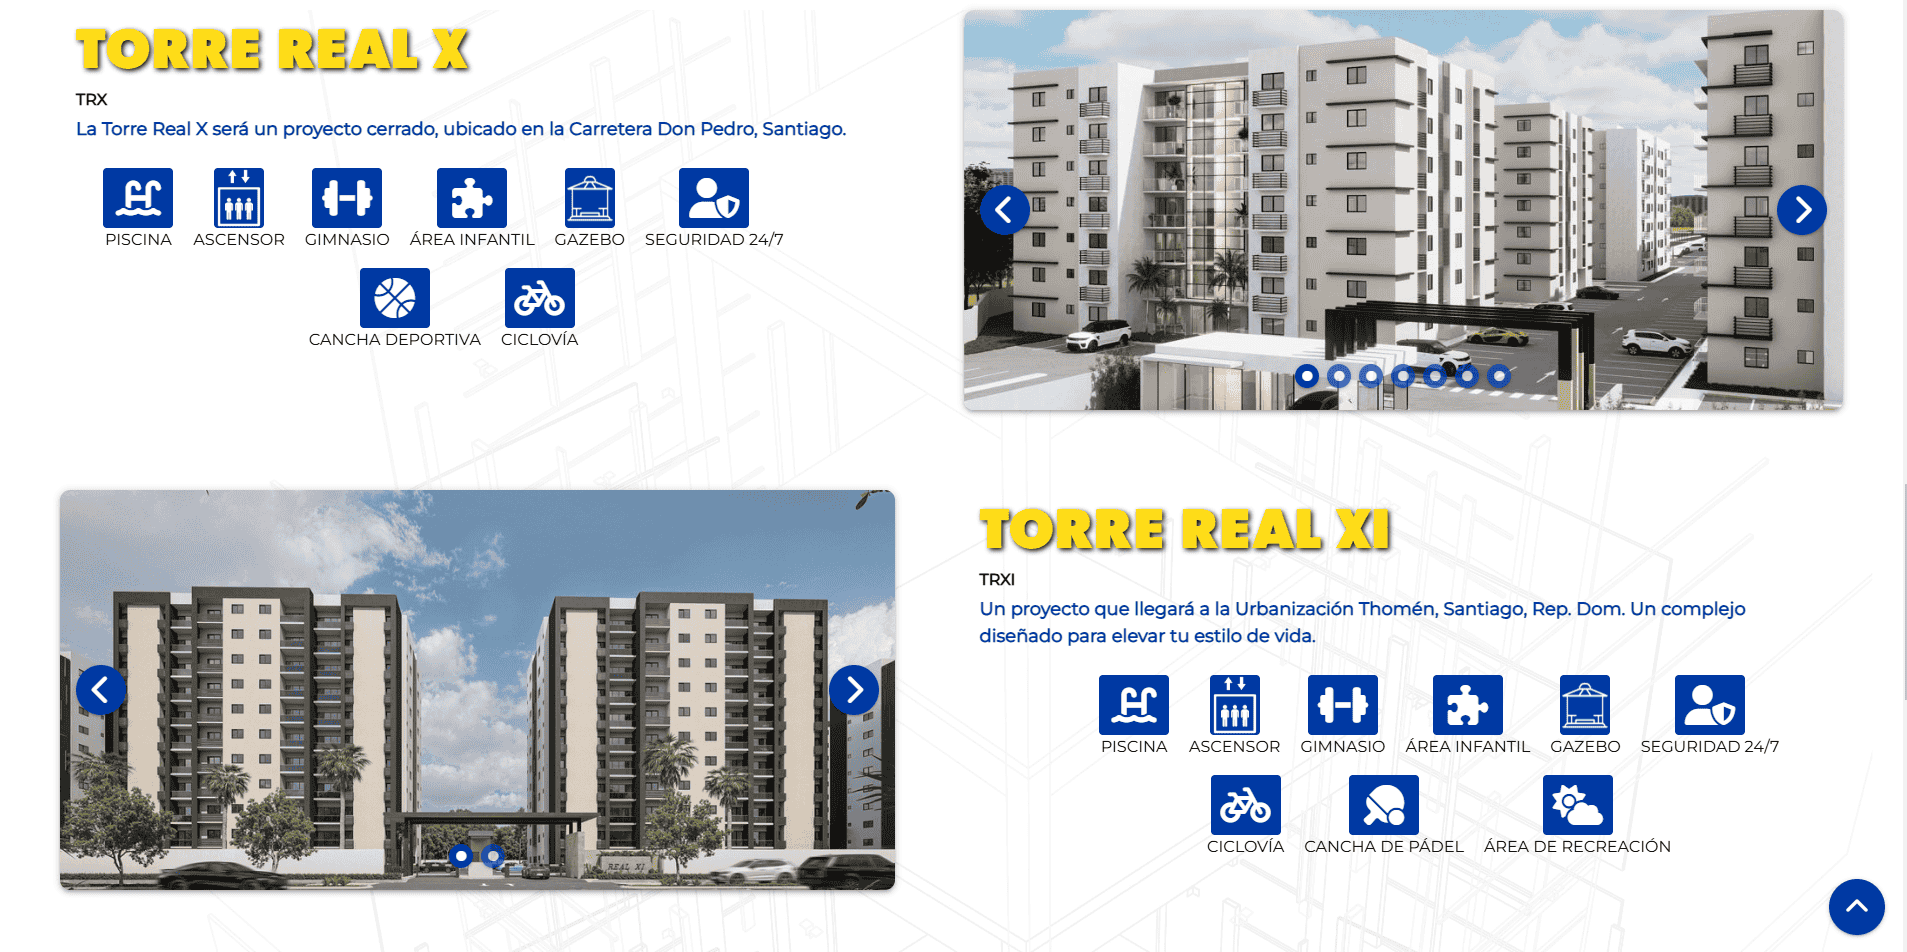 TORRE REAL X
TRX
La Torre Real X será un proyecto cerrado, ubicado en la Carretera Don Pedro, Santiago.
PISCINA ASCENSOR GIMNASIO ÁREA INFANTIL GAZEBO SEGURIDAD 24/7
CANCHA DEPORTIVA CICLOVÍA
REAL XI
TORRE REAL XI
TRXI
Un proyecto que llegará a la Urbanización Thomén, Santiago, Rep. Dom. Un complejo
diseñado para elevar tu estilo de vida.
PISCINA ASCENSOR GIMNASIO ÁREA INFANTIL GAZEBO SEGURIDAD 24/7
CICLOVÍA CANCHA DE PÁDEL ÁREA DE RECREACIÓN